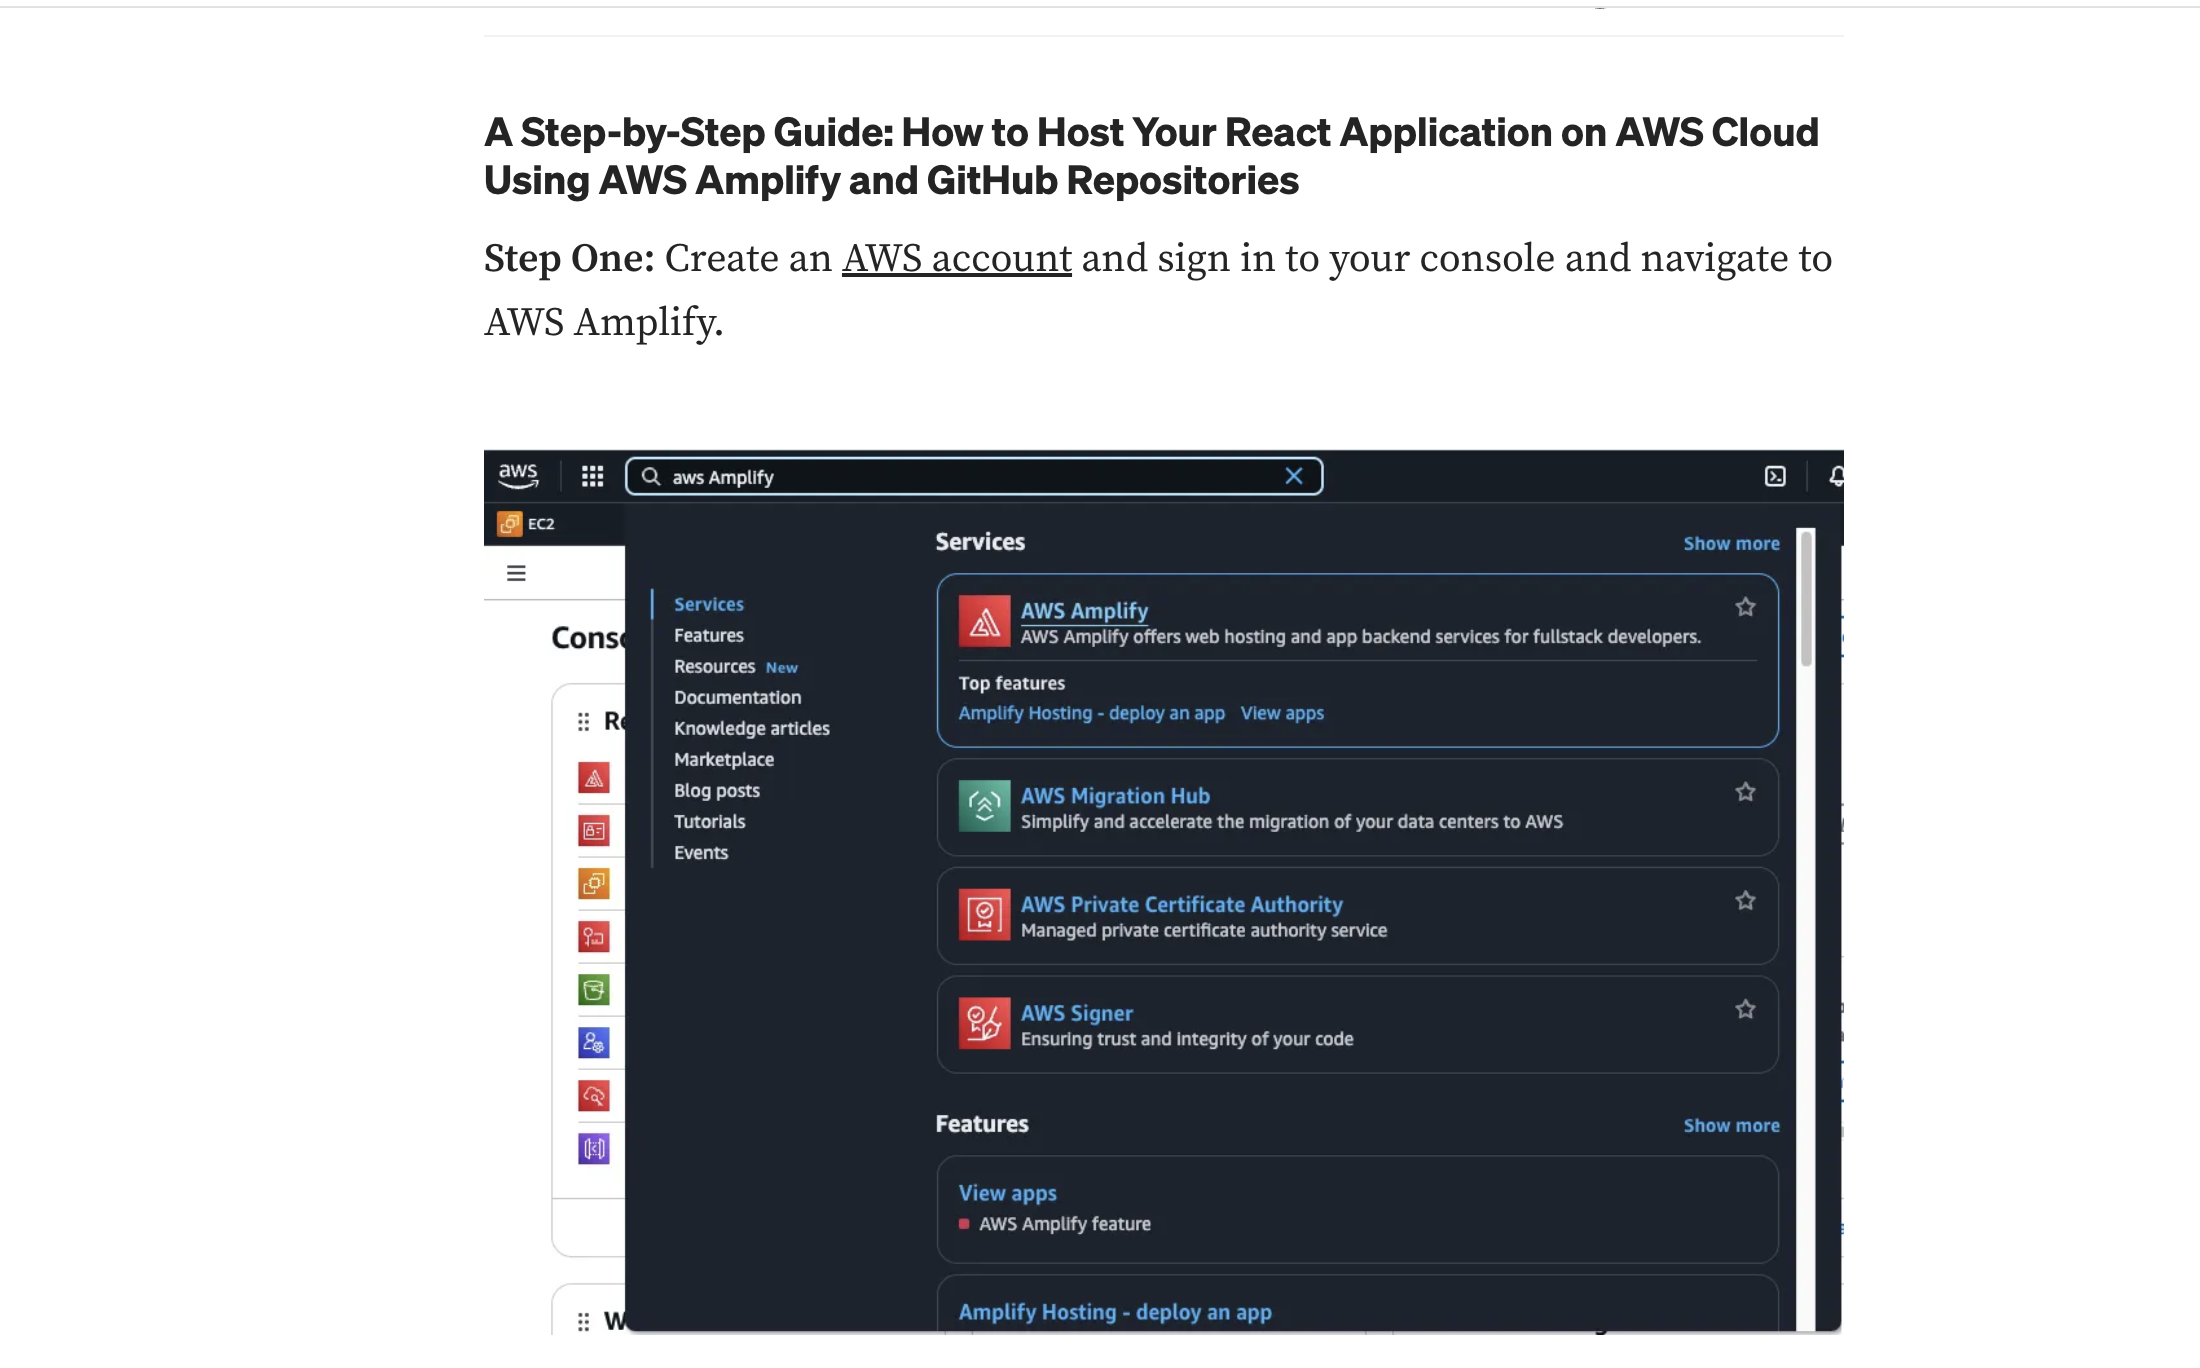 A Step-by-Step Guide: How to Host Your React Application on AWS Cloud
Using AWS Amplify and GitHub Repositories
Step One: Create an AWS account and sign in to your console and navigate to
AWS Amplify.
aws
aws Amplify
EC2
Services
Show more
Services
Features
Resources New
Documentation
Knowledge articles
Marketplace
Blog posts
Tutorials
Events
AWS Amplify
AWS Amplify offers web hosting and app backend services for fullstack developers.
Top features
Amplify Hosting - deploy an app View apps
AWS Migration Hub
Simplify and accelerate the migration of your data centers to AWS
AWS Private Certificate Authority
Managed private certificate authority service
AWS Signer
Ensuring trust and integrity of your code
Features
Show more
View apps
AWS Amplify feature
Amplify Hosting - deploy an app